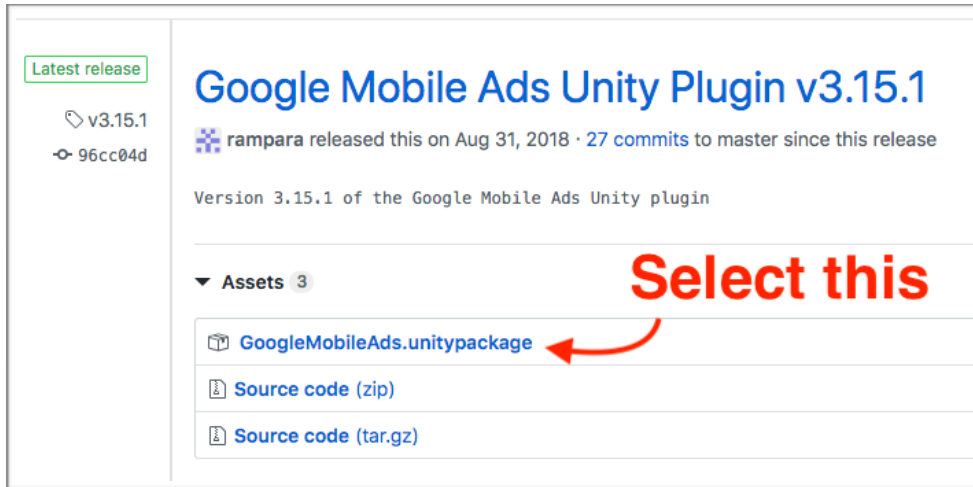 Latest release
v3.15.1
96cc04d
Google Mobile Ads Unity Plugin v3.15.1
rampara released this on Aug 31, 2018 · 27 commits to master since this release
Version 3.15.1 of the Google Mobile Ads Unity plugin
Assets 3
Select this
GoogleMobileAds.unitypackage
Source code (zip)
Source code (tar.gz)